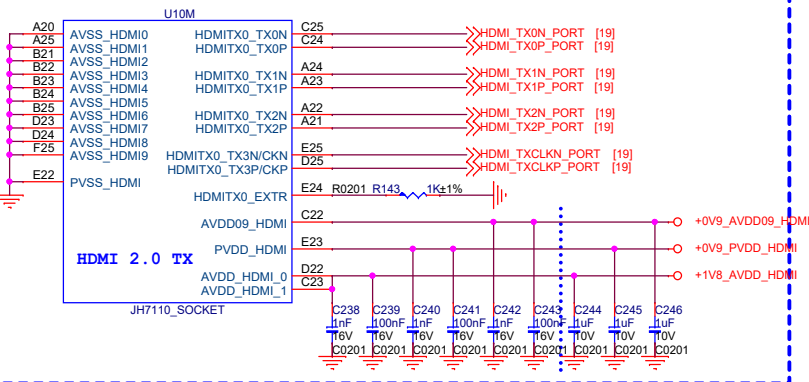 U10M
A20 AVSS_HDMI0 HDMITX0_TX0N C25 HDMI_TX0N_PORT [19]
A25 AVSS_HDMI1 HDMITX0_TX0P C24 HDMI_TX0P_PORT [19]
B21 AVSS_HDMI2
B22 AVSS_HDMI3 HDMITX0_TX1N A24 HDMI_TX1N_PORT [19]
B23 AVSS_HDMI4 HDMITX0_TX1P A23 HDMI_TX1P_PORT [19]
B24 AVSS_HDMI5
B25 AVSS_HDMI6 HDMITX0_TX2N A22 HDMI_TX2N_PORT [19]
D23 AVSS_HDMI7 HDMITX0_TX2P A21 HDMI_TX2P_PORT [19]
D24 AVSS_HDMI8
F25 AVSS_HDMI9 HDMITX0_TX3N/CKN E25 HDMI_TXCLKN_PORT [19]
HDMITX0_TX3P/CKP D25 HDMI_TXCLKP_PORT [19]
E22 PVSS_HDMI
HDMITX0_EXTR E24 R0201 R143 1K±1%
AVDD09_HDMI C22 +0V9_AVDD09_HDMI
PVDD_HDMI E23 +0V9_PVDD_HDMI
HDMI 2.0 TX
AVDD_HDMI_0 D22 +1V8_AVDD_HDMI
AVDD_HDMI_1 C23
JH7110_SOCKET
C238 C239 C240 C241 C242 C243 C244 C245 C246
1nF 100nF 1nF 100nF 1nF 100nF 1uF 1uF 1uF
16V 16V 16V 16V 16V 16V 10V 10V 10V
C0201 C0201 C0201 C0201 C0201 C0201 C0201 C0201 C0201